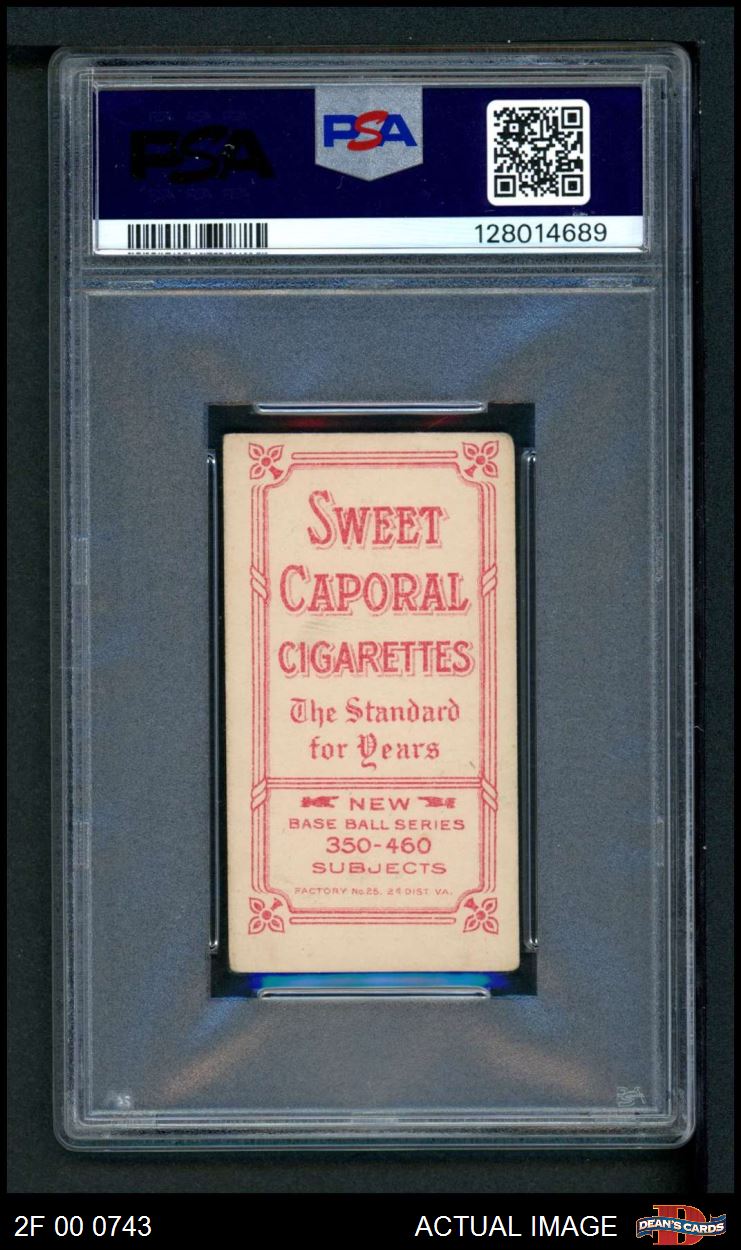 PSA
PSA
128014689
SWEET
CAPORAL
CIGARETTES
The Standard
for Years
NEW
BASE BALL SERIES
350-460
SUBJECTS
FACTORY No. 25. 2d DIST. VA.
2F 00 0743
ACTUAL IMAGE
DEAN'S CARDS